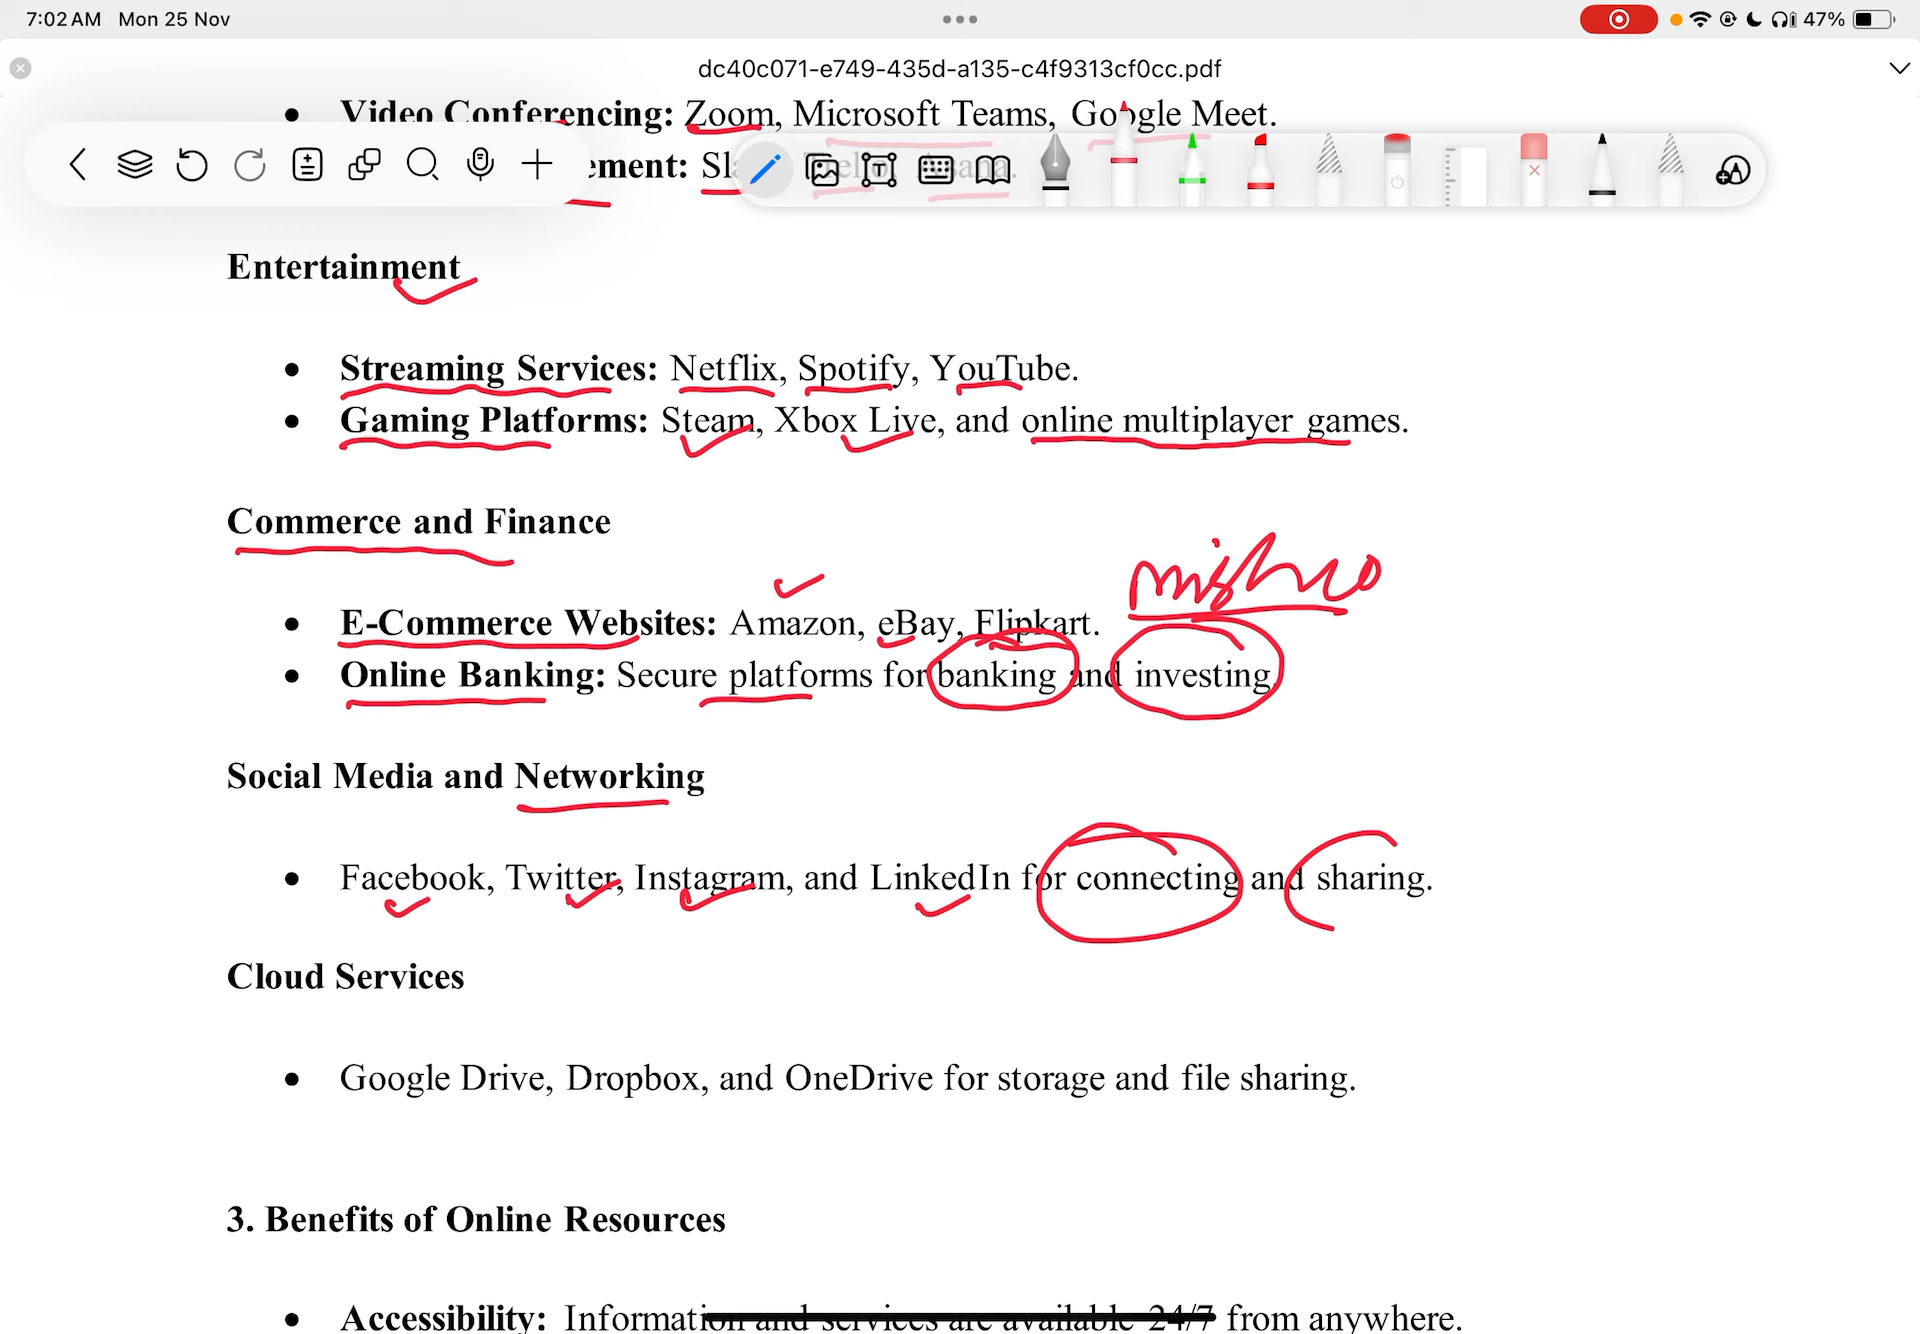 7:02 AM Mon 25 Nov
47%
dc40c071-e749-435d-a135-c4f9313cf0cc.pdf
• Video Conferencing: Zoom, Microsoft Teams, Google Meet.
Entertainment
• Streaming Services: Netflix, Spotify, YouTube.
• Gaming Platforms: Steam, Xbox Live, and online multiplayer games.
Commerce and Finance
• E-Commerce Websites: Amazon, eBay, Flipkart.
• Online Banking: Secure platforms for banking and investing.
Social Media and Networking
• Facebook, Twitter, Instagram, and LinkedIn for connecting and sharing.
Cloud Services
• Google Drive, Dropbox, and OneDrive for storage and file sharing.
3. Benefits of Online Resources
• Accessibility: Information and services are available 24/7 from anywhere.